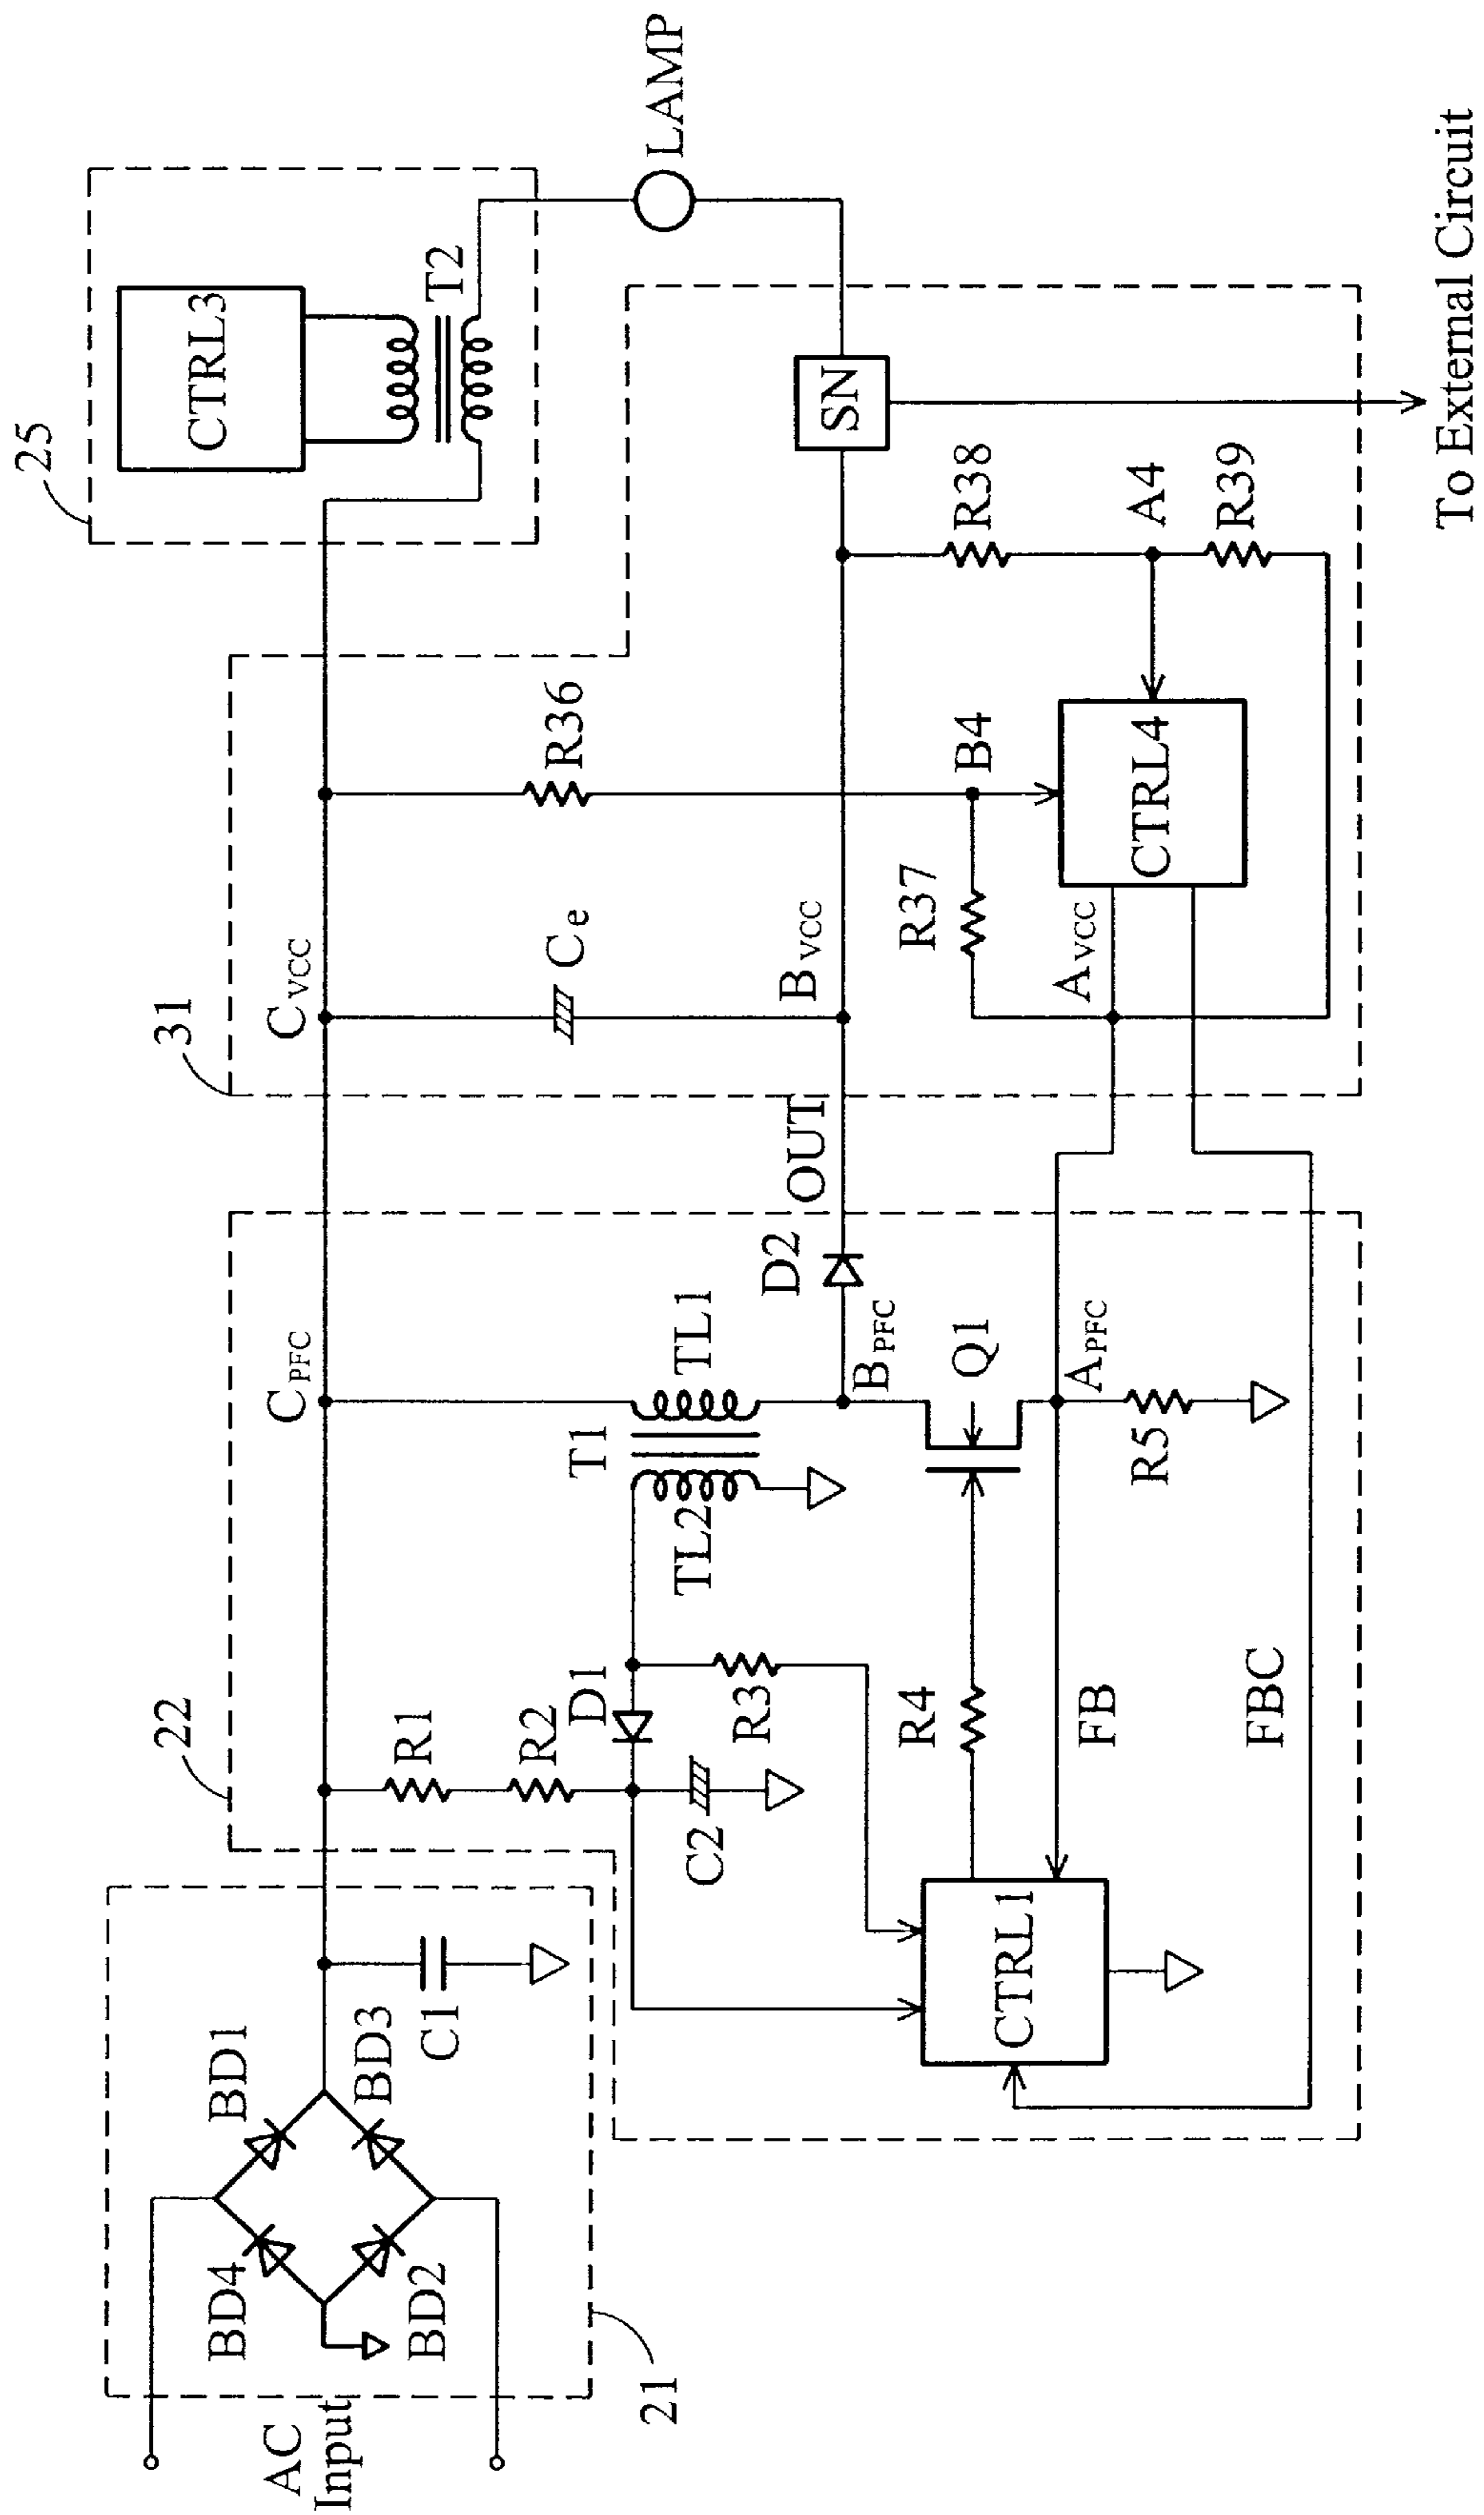 AC
Input
21
BD4
BD1
BD2
BD3
C1
22
R1
R2
C2
D1
R3
TL2
T1
TL1
CPFC
CTRL1
R4
Q1
BPFC
D2
OUT
FB
APFC
R5
FBC
31
CVCC
Ce
BVCC
R36
R37
B4
AVCC
CTRL4
R38
A4
R39
SN
25
CTRL3
T2
LAMP
To External Circuit